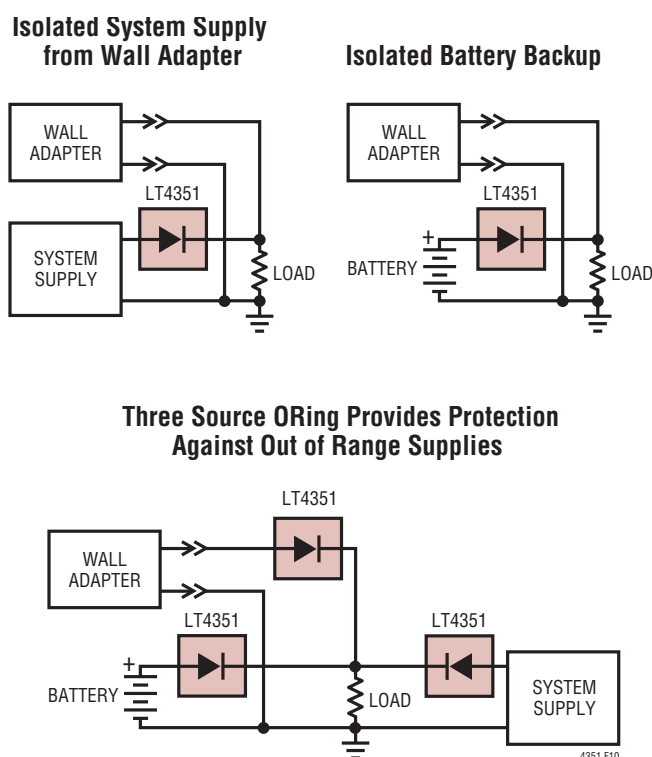 Isolated System Supply
from Wall Adapter
WALL
ADAPTER
LT4351
SYSTEM
SUPPLY
LOAD
Isolated Battery Backup
WALL
ADAPTER
LT4351
+
BATTERY
LOAD
Three Source ORing Provides Protection
Against Out of Range Supplies
LT4351
WALL
ADAPTER
LT4351
LT4351
+
BATTERY
LOAD
SYSTEM
SUPPLY
4351 F10